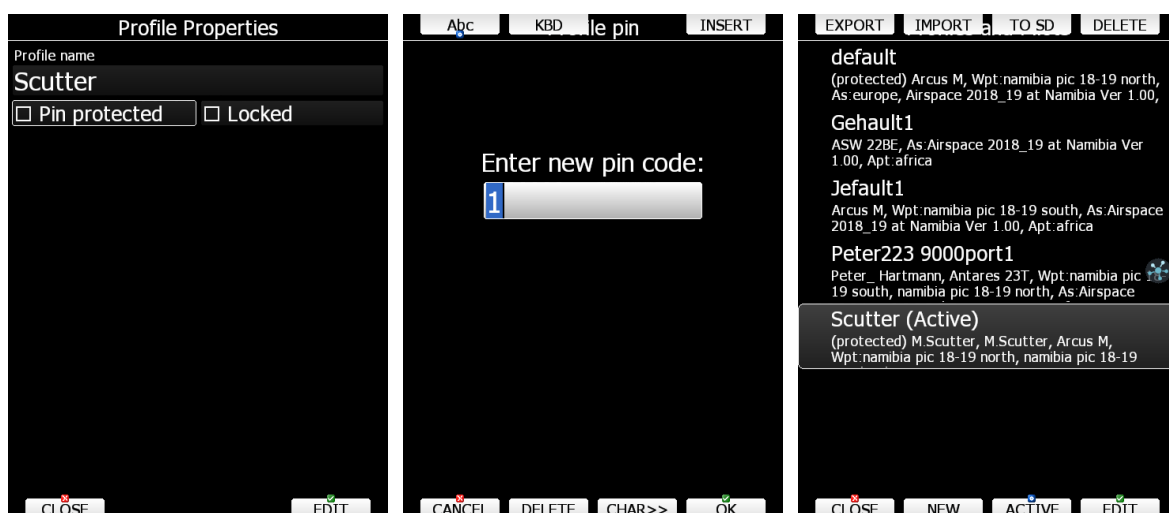 Profile Properties
Profile name
Scutter
Pin protected
Locked
CLOSE
EDIT
Abc
KBD
INSERT
le pin
Enter new pin code:
1
CANCEL
DELETE
CHAR>>
OK
EXPORT
IMPORT
TO SD
DELETE
default
(protected) Arcus M, Wpt:namibia pic 18-19 north,
As:europe, Airspace 2018_19 at Namibia Ver 1.00,
Gehault1
ASW 22BE, As:Airspace 2018_19 at Namibia Ver
1.00, Apt:africa
Jefault1
Arcus M, Wpt:namibia pic 18-19 south, As:Airspace
2018_19 at Namibia Ver 1.00, Apt:africa
Peter223 9000port1
Peter_ Hartmann, Antares 23T, Wpt:namibia pic
19 south, namibia pic 18-19 north, As:Airspace
Scutter (Active)
(protected) M.Scutter, M.Scutter, Arcus M,
Wpt:namibia pic 18-19 north, namibia pic 18-19
CLOSE
NEW
ACTIVE
EDIT